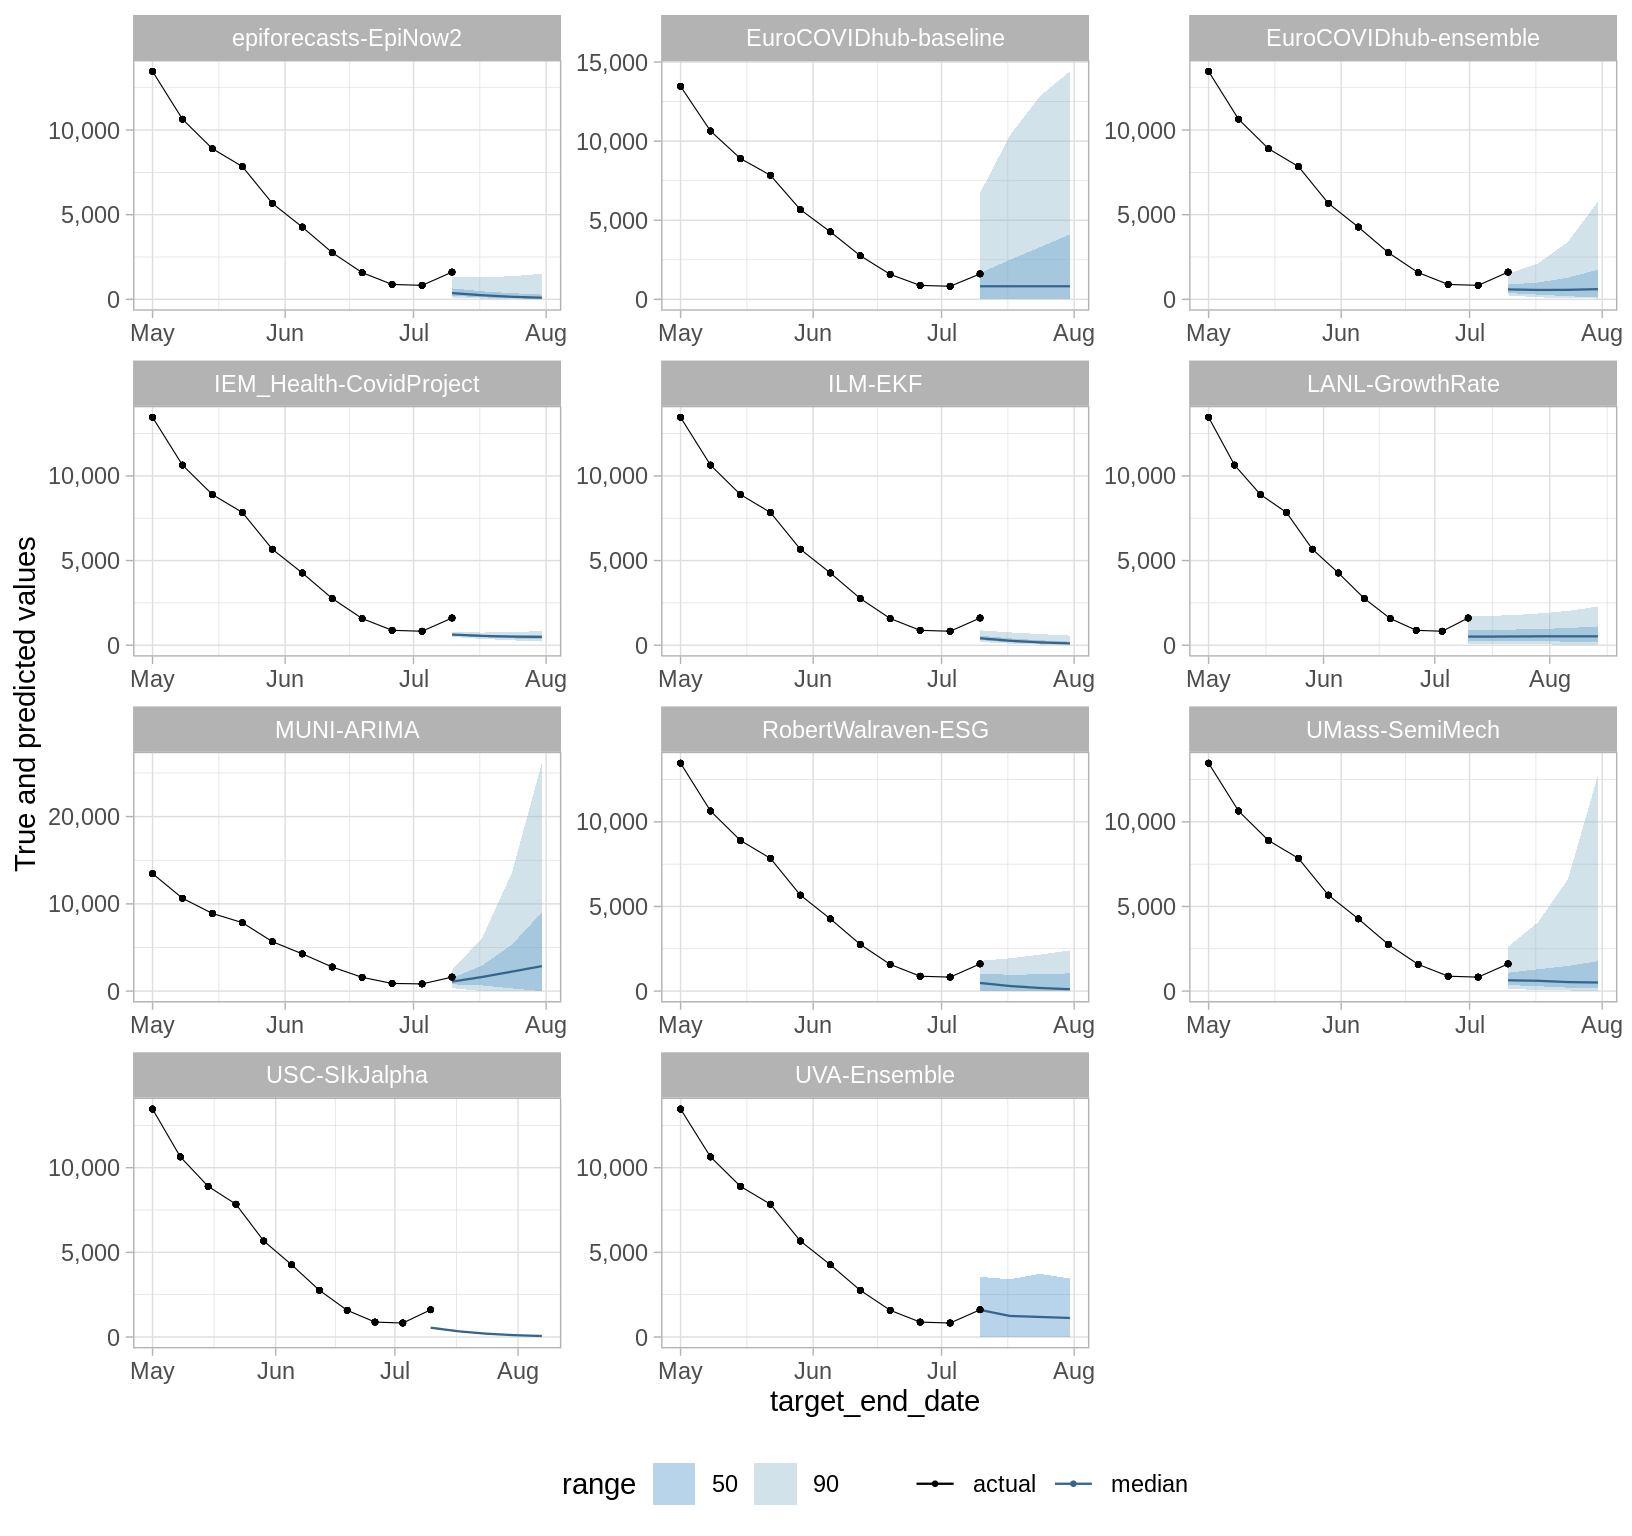 epiforecasts-EpiNow2
EuroCOVIDhub-baseline
EuroCOVIDhub-ensemble
10,000
5,000
0
May Jun Jul Aug
15,000
10,000
5,000
0
May Jun Jul Aug
10,000
5,000
0
May Jun Jul Aug
IEM_Health-CovidProject
ILM-EKF
LANL-GrowthRate
10,000
5,000
0
May Jun Jul Aug
10,000
5,000
0
May Jun Jul Aug
10,000
5,000
0
May Jun Jul Aug
True and predicted values
MUNI-ARIMA
RobertWalraven-ESG
UMass-SemiMech
20,000
10,000
0
May Jun Jul Aug
10,000
5,000
0
May Jun Jul Aug
10,000
5,000
0
May Jun Jul Aug
USC-SIkJalpha
UVA-Ensemble
10,000
5,000
0
May Jun Jul Aug
10,000
5,000
0
May Jun Jul Aug
target_end_date
range 50 90 actual median